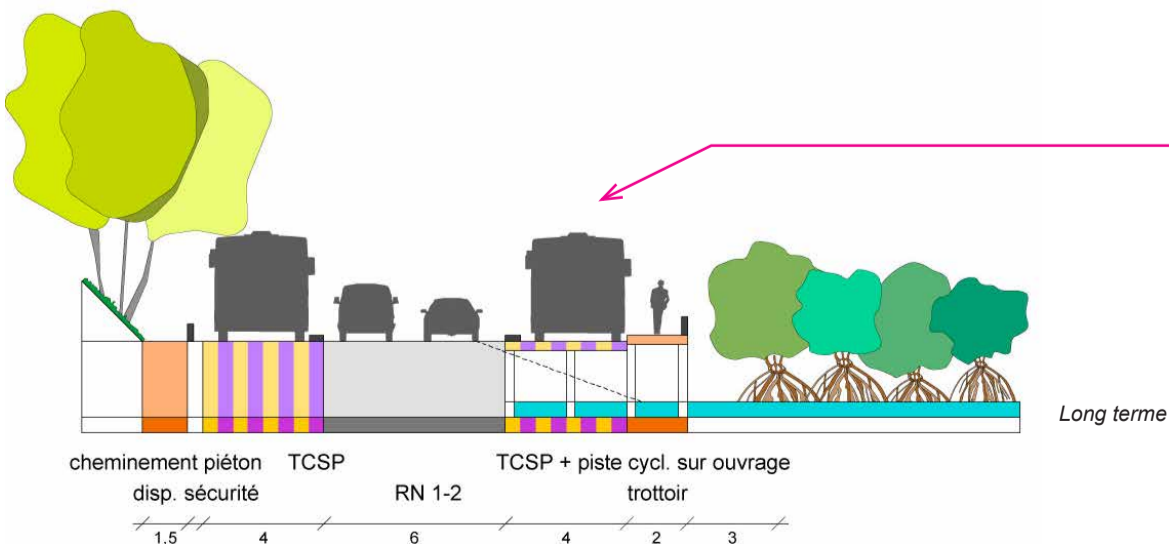 Long terme
cheminement piéton TCSP TCSP + piste cycl. sur ouvrage
disp. sécurité RN 1-2 trottoir
1,5 4 6 4 2 3